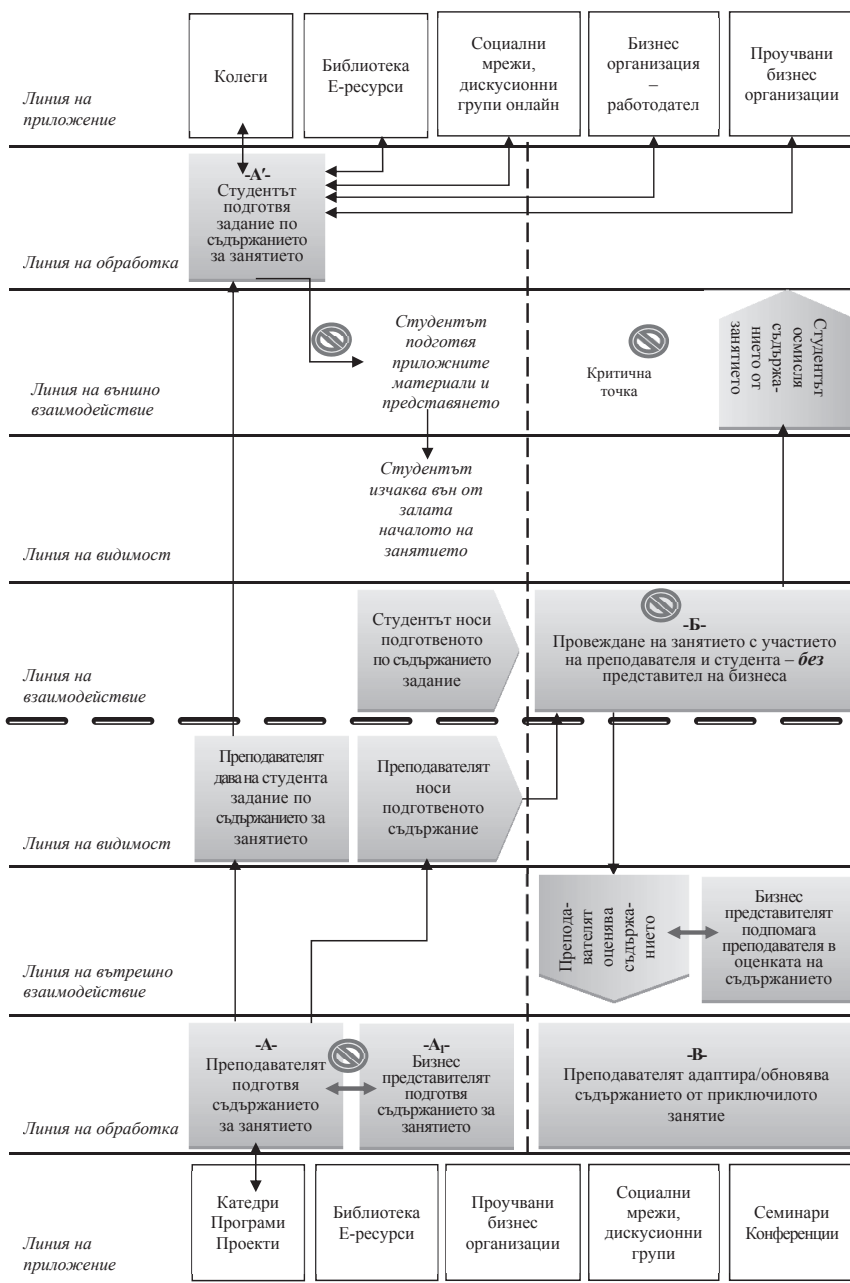 Линия на
приложение
Колеги
Библиотека
Е-ресурси
Социални
мрежи,
дискусионни
групи онлайн
Бизнес
организация
–
работодател
Проучвани
бизнес
организации
-А'-
Студентът
подготвя
задание по
съдържанието
за занятието
Линия на обработка
Студентът
подготвя
приложните
материали и
представянето
Критична
точка
Студентът
осмисля
съдържа-
нието от
занятието
Линия на външно
взаимодействие
Студентът
изчаква вън от
залата
началото на
занятието
Линия на видимост
Студентът носи
подготвеното
по съдържанието
задание
-Б-
Провеждане на занятието с участието
на преподавателя и студента – без
представител на бизнеса
Линия на
взаимодействие
Преподавателят
дава на студента
задание по
съдържанието за
занятието
Преподавателят
носи
подготвеното
съдържание
Линия на видимост
Препода-
вателят
оценява
съдържа-
нието
Бизнес
представителят
подпомага
преподавателя в
оценката на
съдържанието
Линия на вътрешно
взаимодействие
-А-
Преподавателят
подготвя
съдържанието
за занятието
-А1-
Бизнес
представителят
подготвя
съдържанието за
занятието
-В-
Преподавателят адаптира/обновява
съдържанието от приключилото
занятие
Линия на обработка
Катедри
Програми
Проекти
Библиотека
Е-ресурси
Проучвани
бизнес
организации
Социални
мрежи,
дискусионни
групи
Семинари
Конференции
Линия на
приложение